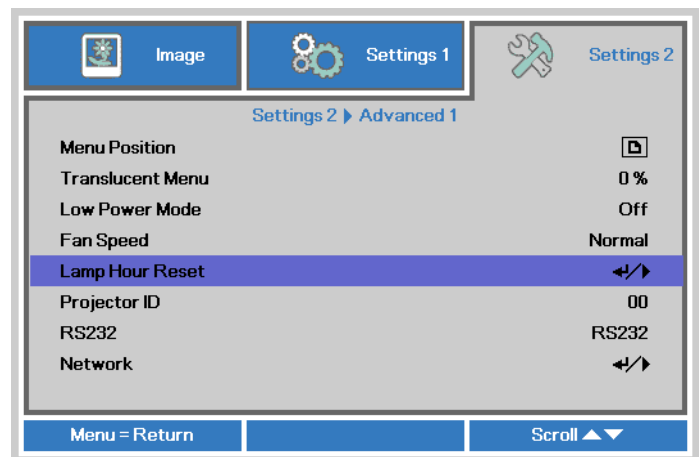 Image Settings 1 Settings 2
Settings 2 Advanced 1
Menu Position
Translucent Menu 0 %
Low Power Mode Off
Fan Speed Normal
Lamp Hour Reset /
Projector ID 00
RS232 RS232
Network /
Menu = Return Scroll